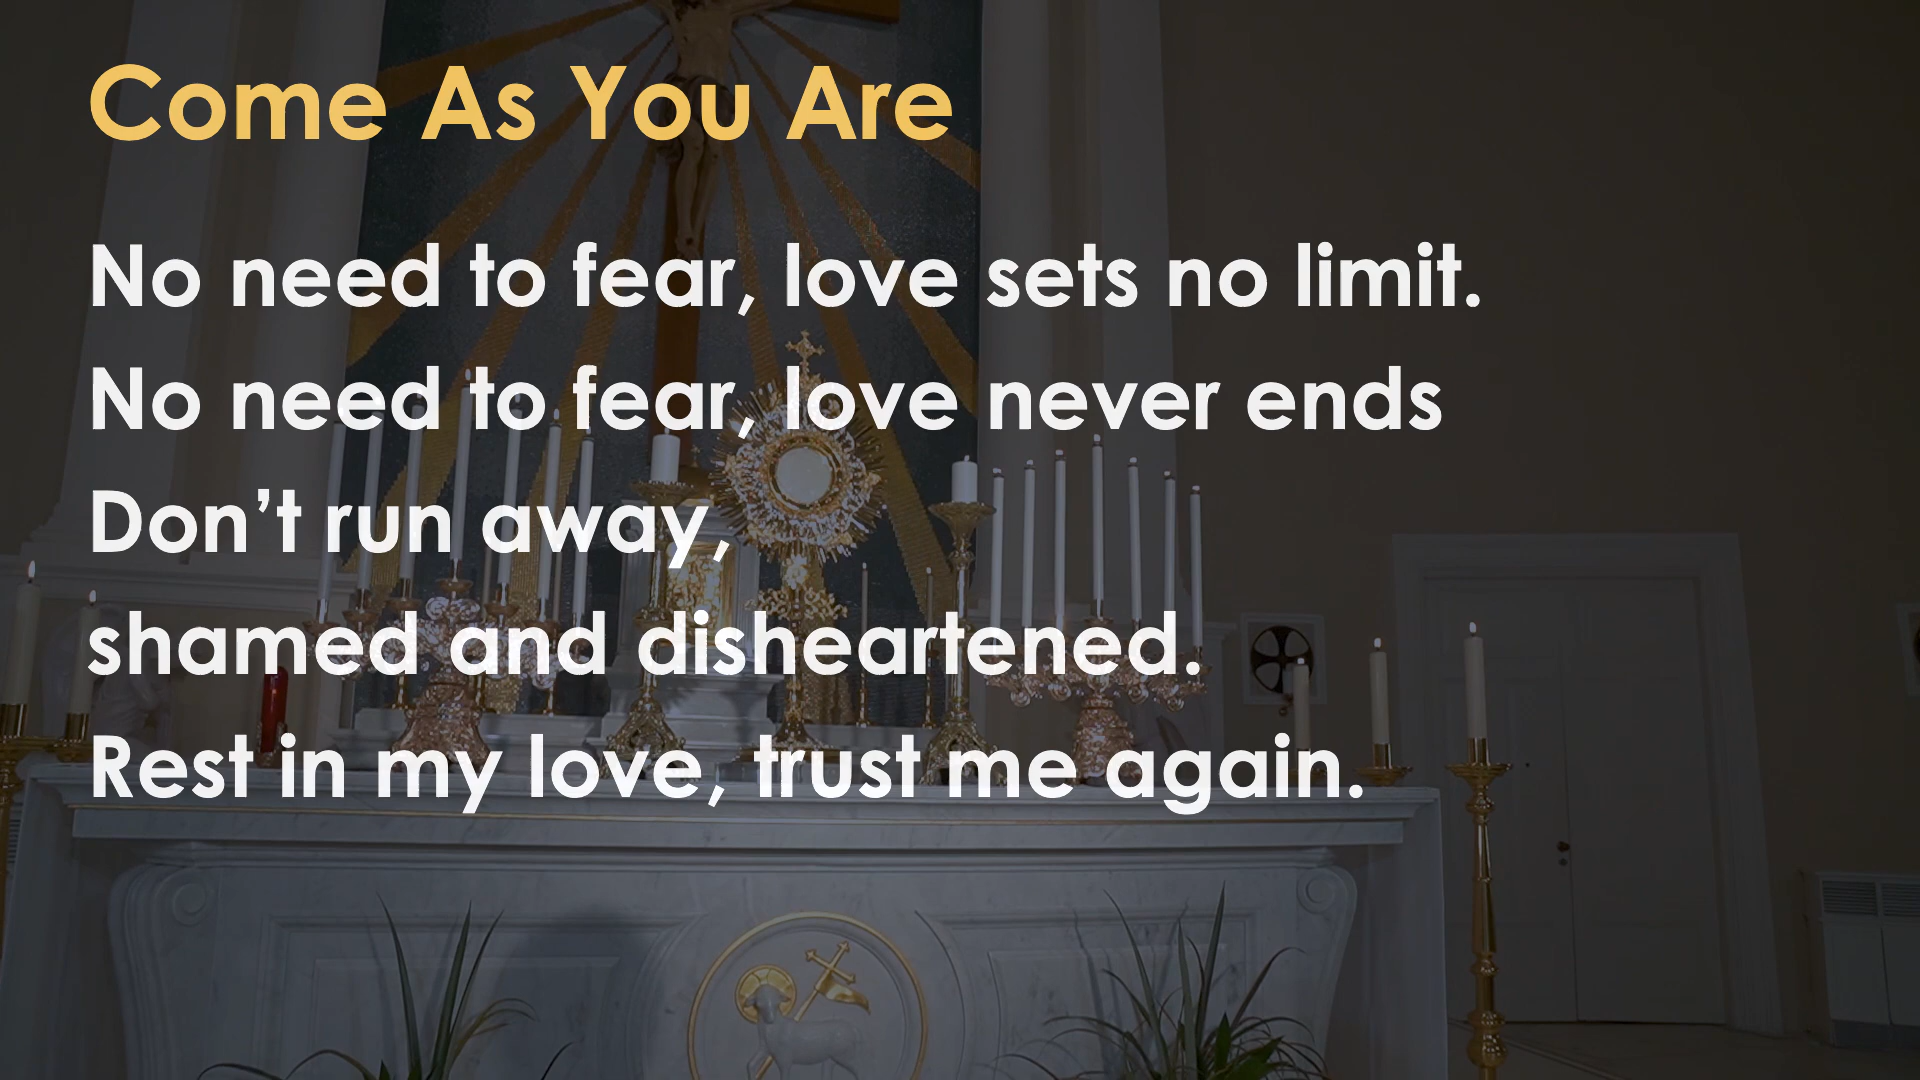 Come As You Are
No need to fear, love sets no limit.
No need to fear, love never ends
Don’t run away,
shamed and disheartened.
Rest in my love, trust me again.